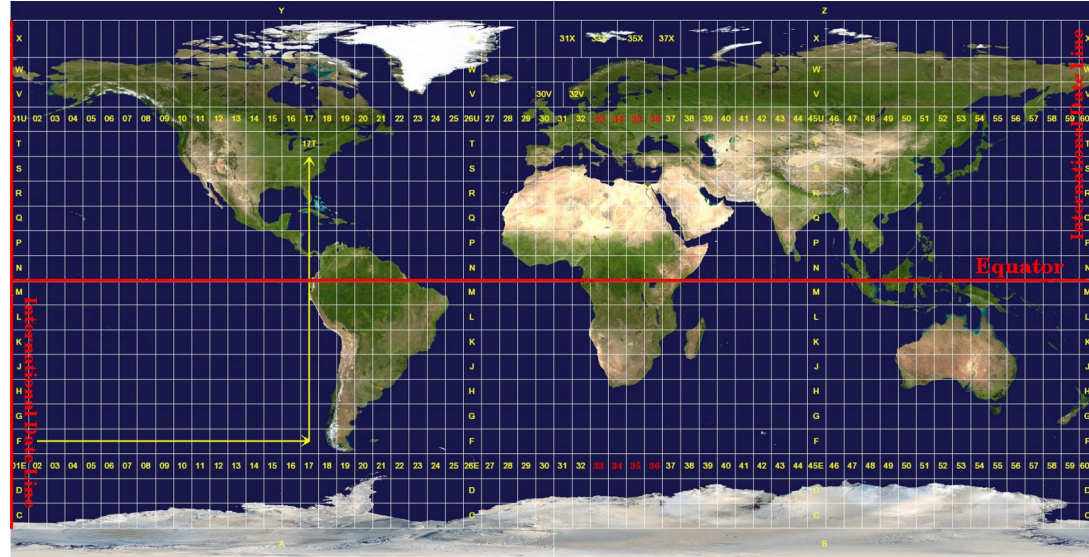 Y Z
X X 31X 33X 35X 37X X X
W W W W
V V 30V 32V V V
01U 02 03 04 05 06 07 08 09 10 11 12 13 14 15 16 17 18 19 20 21 22 23 24 25 26U 27 28 29 30 31 32 33 34 35 36 37 38 39 40 41 42 43 44 45U 46 47 48 49 50 51 52 53 54 55 56 57 58 59 60
T 17T T T T
S S S S
R R R R
Q Q Q Q
P P P P
N N N N
International Date Line
Equator
M M M M
L L L L
K K K K
J J J J
H H H H
G G G G
F F F F
01E 02 03 04 05 06 07 08 09 10 11 12 13 14 15 16 17 18 19 20 21 22 23 24 25 26E 27 28 29 30 31 32 33 34 35 36 37 38 39 40 41 42 43 44 45E 46 47 48 49 50 51 52 53 54 55 56 57 58 59 60
D D D D
C C C C
International Date Line
A B